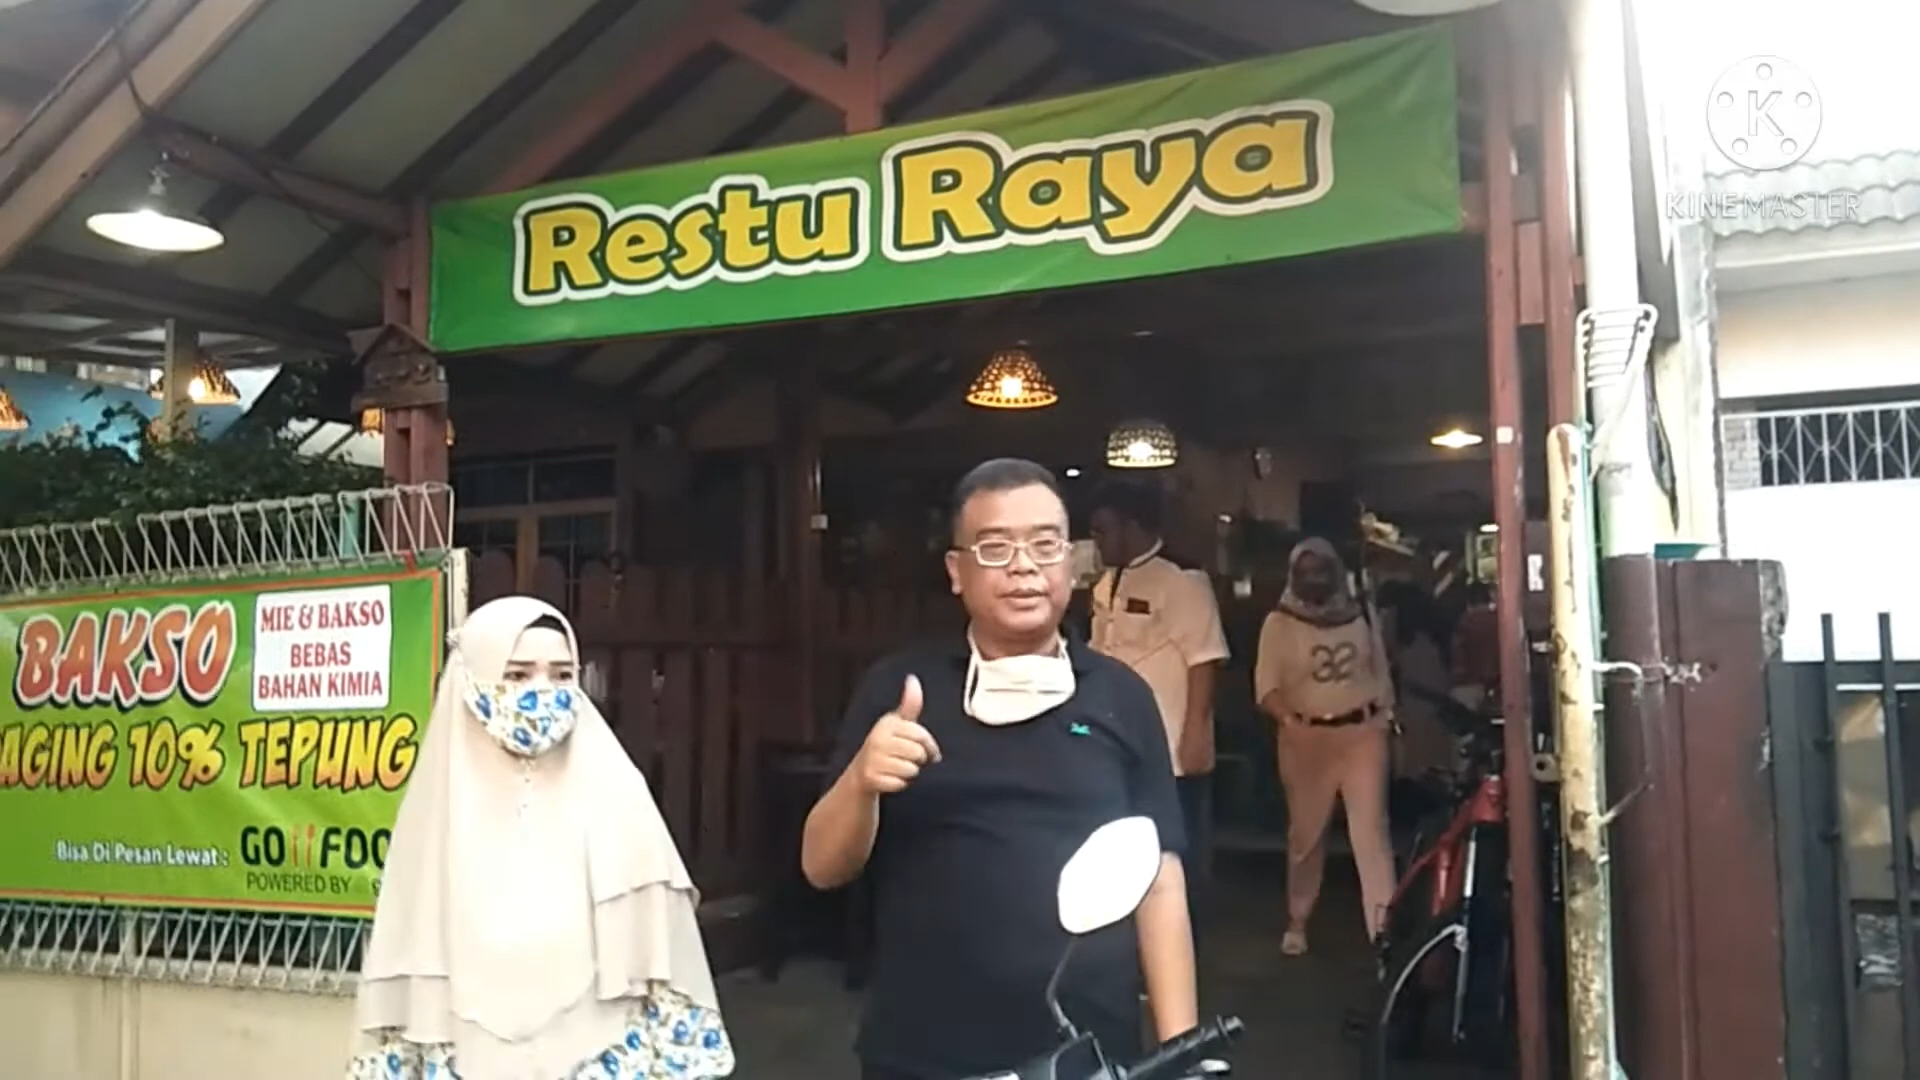 Restu Raya
K
KINEMASTER
BAKSO
MIE & BAKSO
BEBAS
BAHAN KIMIA
AGING 10% TEPUNG
Bisa Di Pesan Lewat :
GO FOO
POWERED BY
32